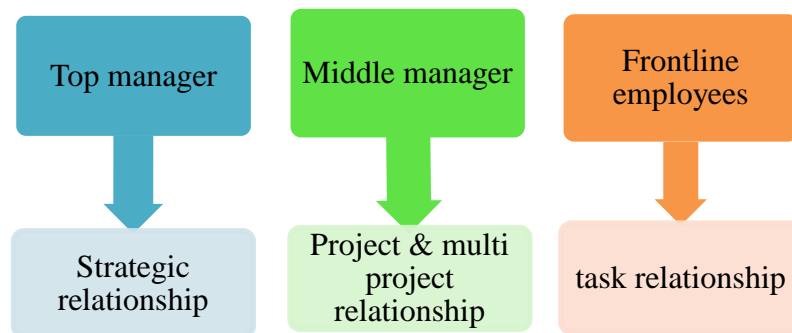 Top manager
Middle manager
Frontline
employees
Strategic
relationship
Project & multi
project
relationship
task relationship